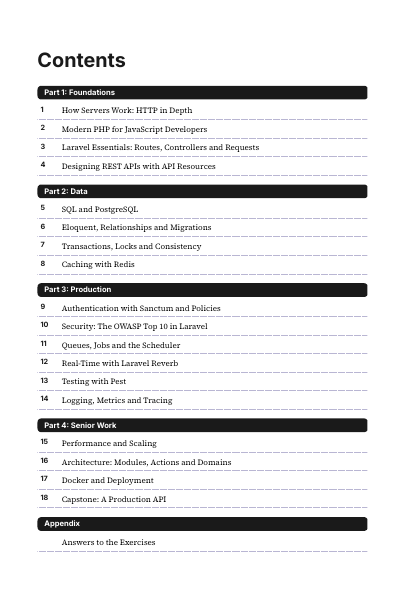 Contents
Part 1: Foundations
1 How Servers Work: HTTP in Depth
2 Modern PHP for JavaScript Developers
3 Laravel Essentials: Routes, Controllers and Requests
4 Designing REST APIs with API Resources
Part 2: Data
5 SQL and PostgreSQL
6 Eloquent, Relationships and Migrations
7 Transactions, Locks and Consistency
8 Caching with Redis
Part 3: Production
9 Authentication with Sanctum and Policies
10 Security: The OWASP Top 10 in Laravel
11 Queues, Jobs and the Scheduler
12 Real-Time with Laravel Reverb
13 Testing with Pest
14 Logging, Metrics and Tracing
Part 4: Senior Work
15 Performance and Scaling
16 Architecture: Modules, Actions and Domains
17 Docker and Deployment
18 Capstone: A Production API
Appendix
Answers to the Exercises